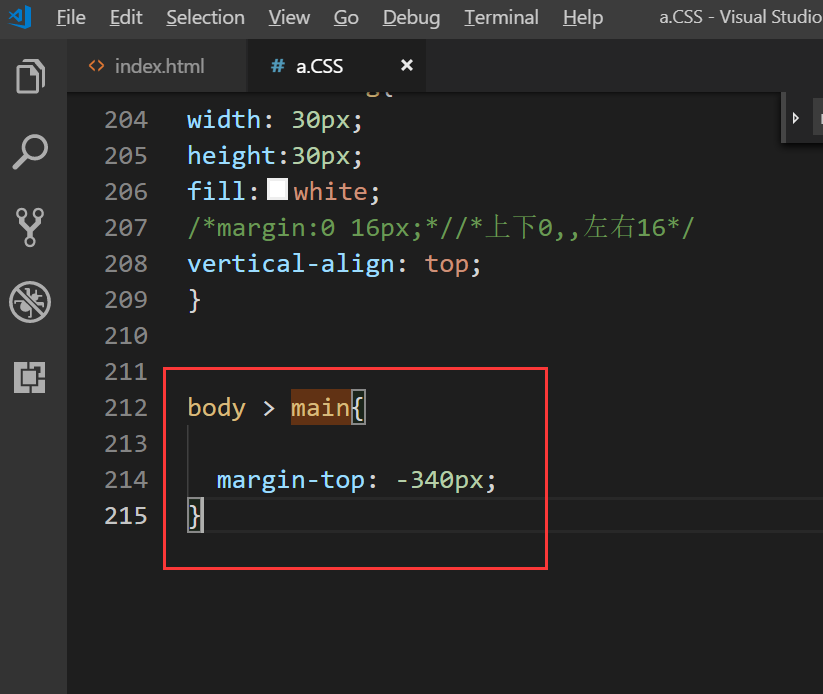 File Edit Selection View Go Debug Terminal Help a.CSS - Visual Studio
<> index.html # a.CSS ×
204 width: 30px;
205 height:30px;
206 fill: white;
207 /*margin:0 16px;*//*上下0,,左右16*/
208 vertical-align: top;
209 }
210
211
212 body > main{
213
214 margin-top: -340px;
215 }